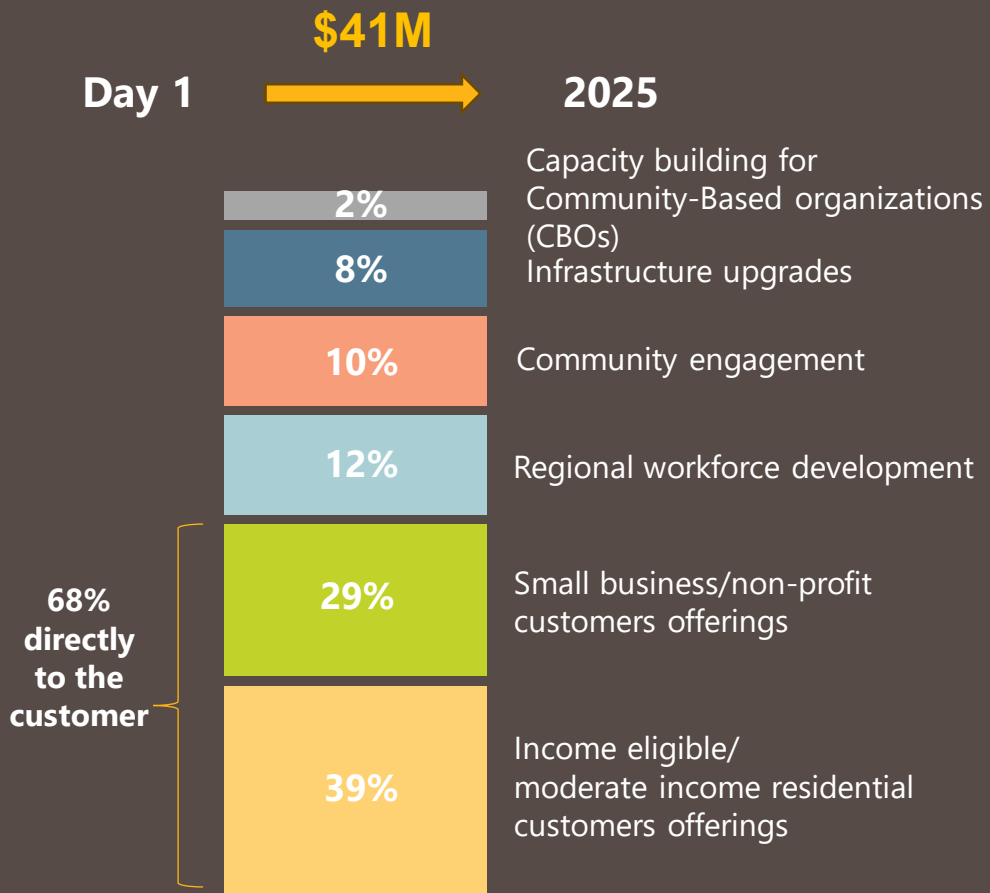 $41M
Day 1
2025
2%
Capacity building for
Community-Based organizations
(CBOs)
8%
Infrastructure upgrades
10%
Community engagement
12%
Regional workforce development
29%
Small business/non-profit
customers offerings
68%
directly
to the
customer
39%
Income eligible/
moderate income residential
customers offerings